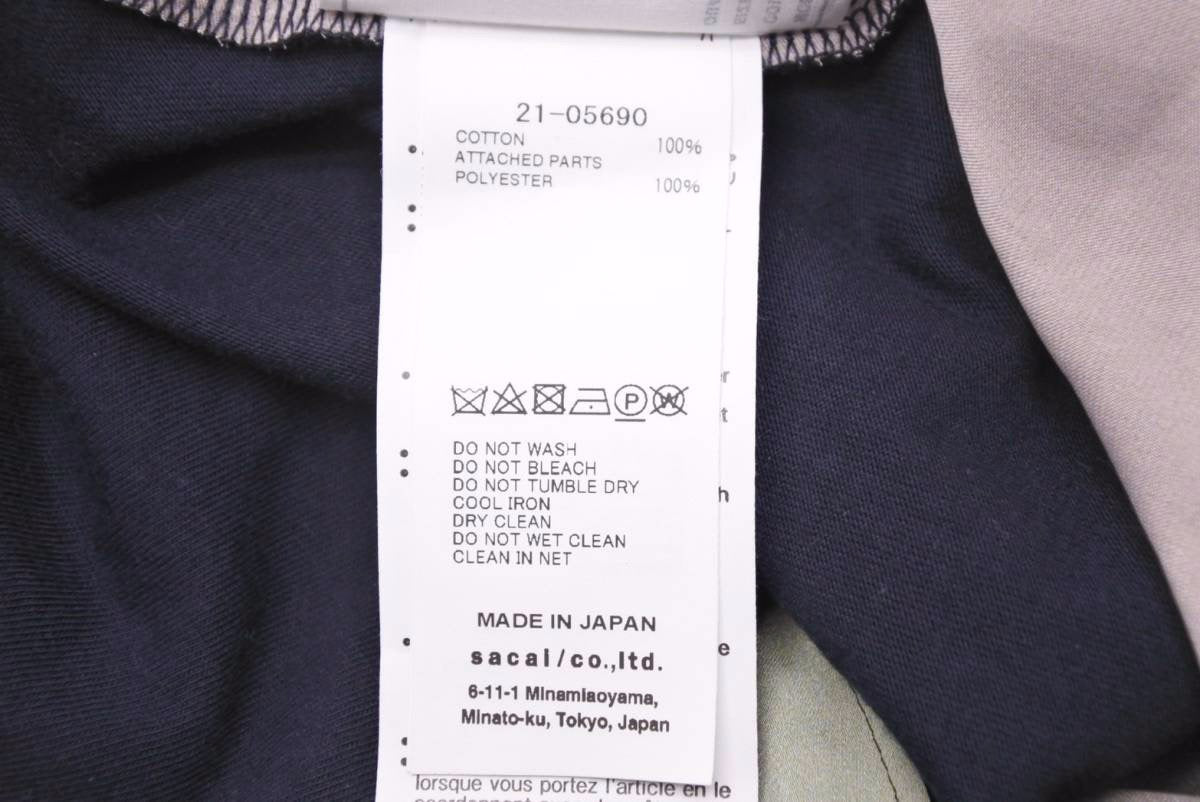 21-05690
COTTON 100%
ATTACHED PARTS
POLYESTER 100%
P W
DO NOT WASH
DO NOT BLEACH
DO NOT TUMBLE DRY
COOL IRON
DRY CLEAN
DO NOT WET CLEAN
CLEAN IN NET
MADE IN JAPAN
sacai/co.,ltd.
6-11-1 Minamiaoyama,
Minato-ku, Tokyo, Japan
lorsque vous portez l'article en le